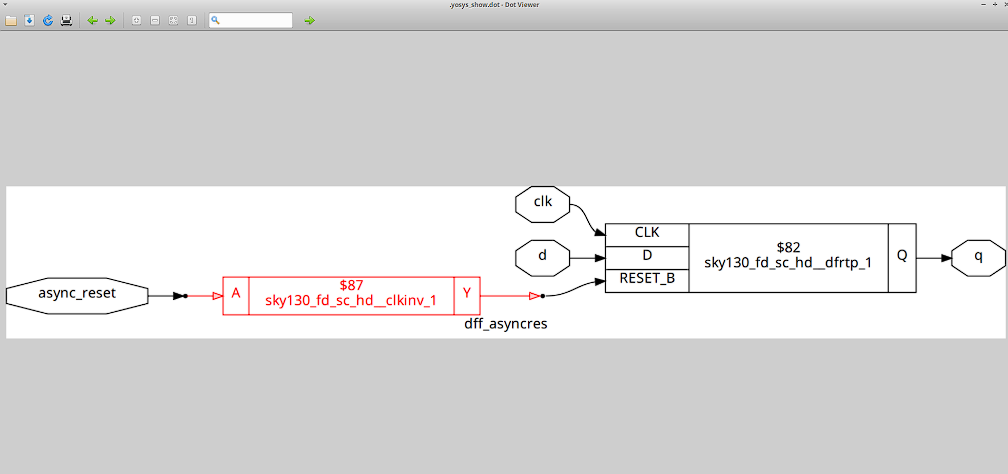 .yosys_show.dot - Dot Viewer
clk
CLK
d
D
$82
sky130_fd_sc_hd__dfrtp_1
Q
q
RESET_B
async_reset
A
$87
sky130_fd_sc_hd__clkinv_1
Y
dff_asyncres